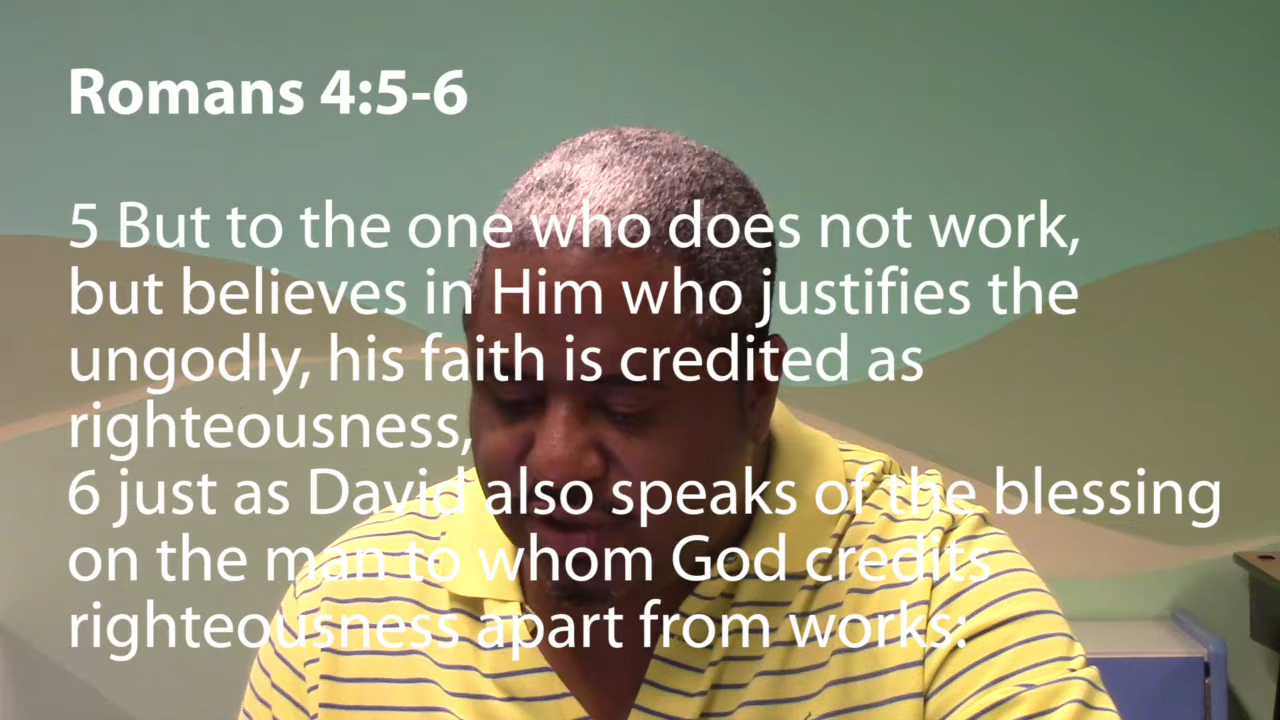 Romans 4:5-6
5 But to the one who does not work,
but believes in Him who justifies the
ungodly, his faith is credited as
righteousness,
6 just as David also speaks of the blessing
on the man to whom God credits
righteousness apart from works: